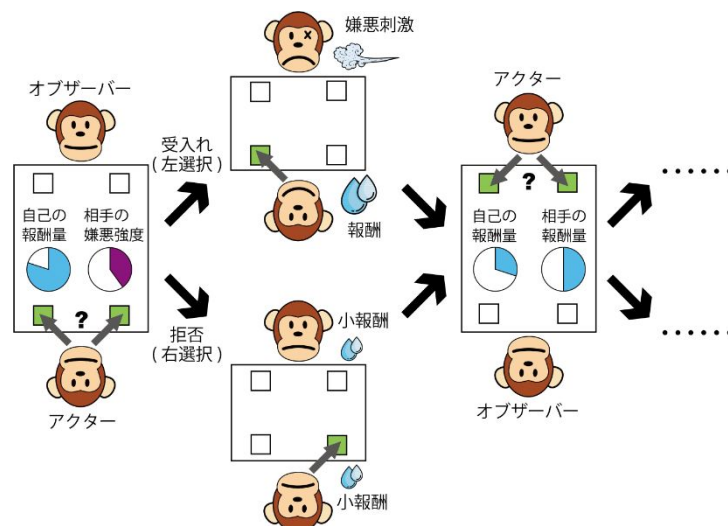 オブザーバー
自己の
報酬量
相手の
嫌悪強度
?
アクター
受入れ
(左選択)
拒否
(右選択)
嫌悪刺激
報酬
小報酬
小報酬
アクター
?
自己の
報酬量
相手の
報酬量
オブザーバー